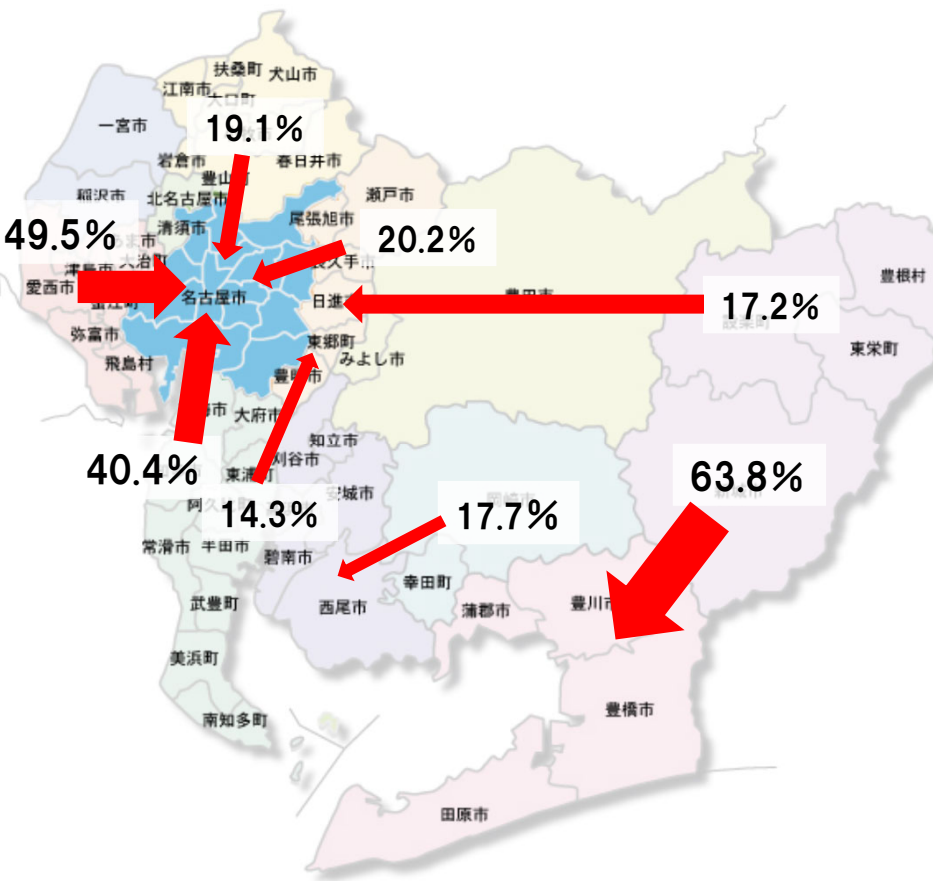 扶桑町
犬山市
江南市
一宮市
19.1%
岩倉市
春日井市
瀬戸市
稲沢市
北名古屋市
尾張旭市
清須市
49.5%
20.2%
大治町
豊根村
愛西市
名古屋市
17.2%
弥富市
東郷町
みよし市
東栄町
飛島村
大府市
知立市
40.4%
刈谷市
63.8%
安城市
14.3%
17.7%
常滑市
半田市
碧南市
幸田町
武豊町
西尾市
蒲郡市
豊川市
美浜町
豊橋市
南知多町
田原市